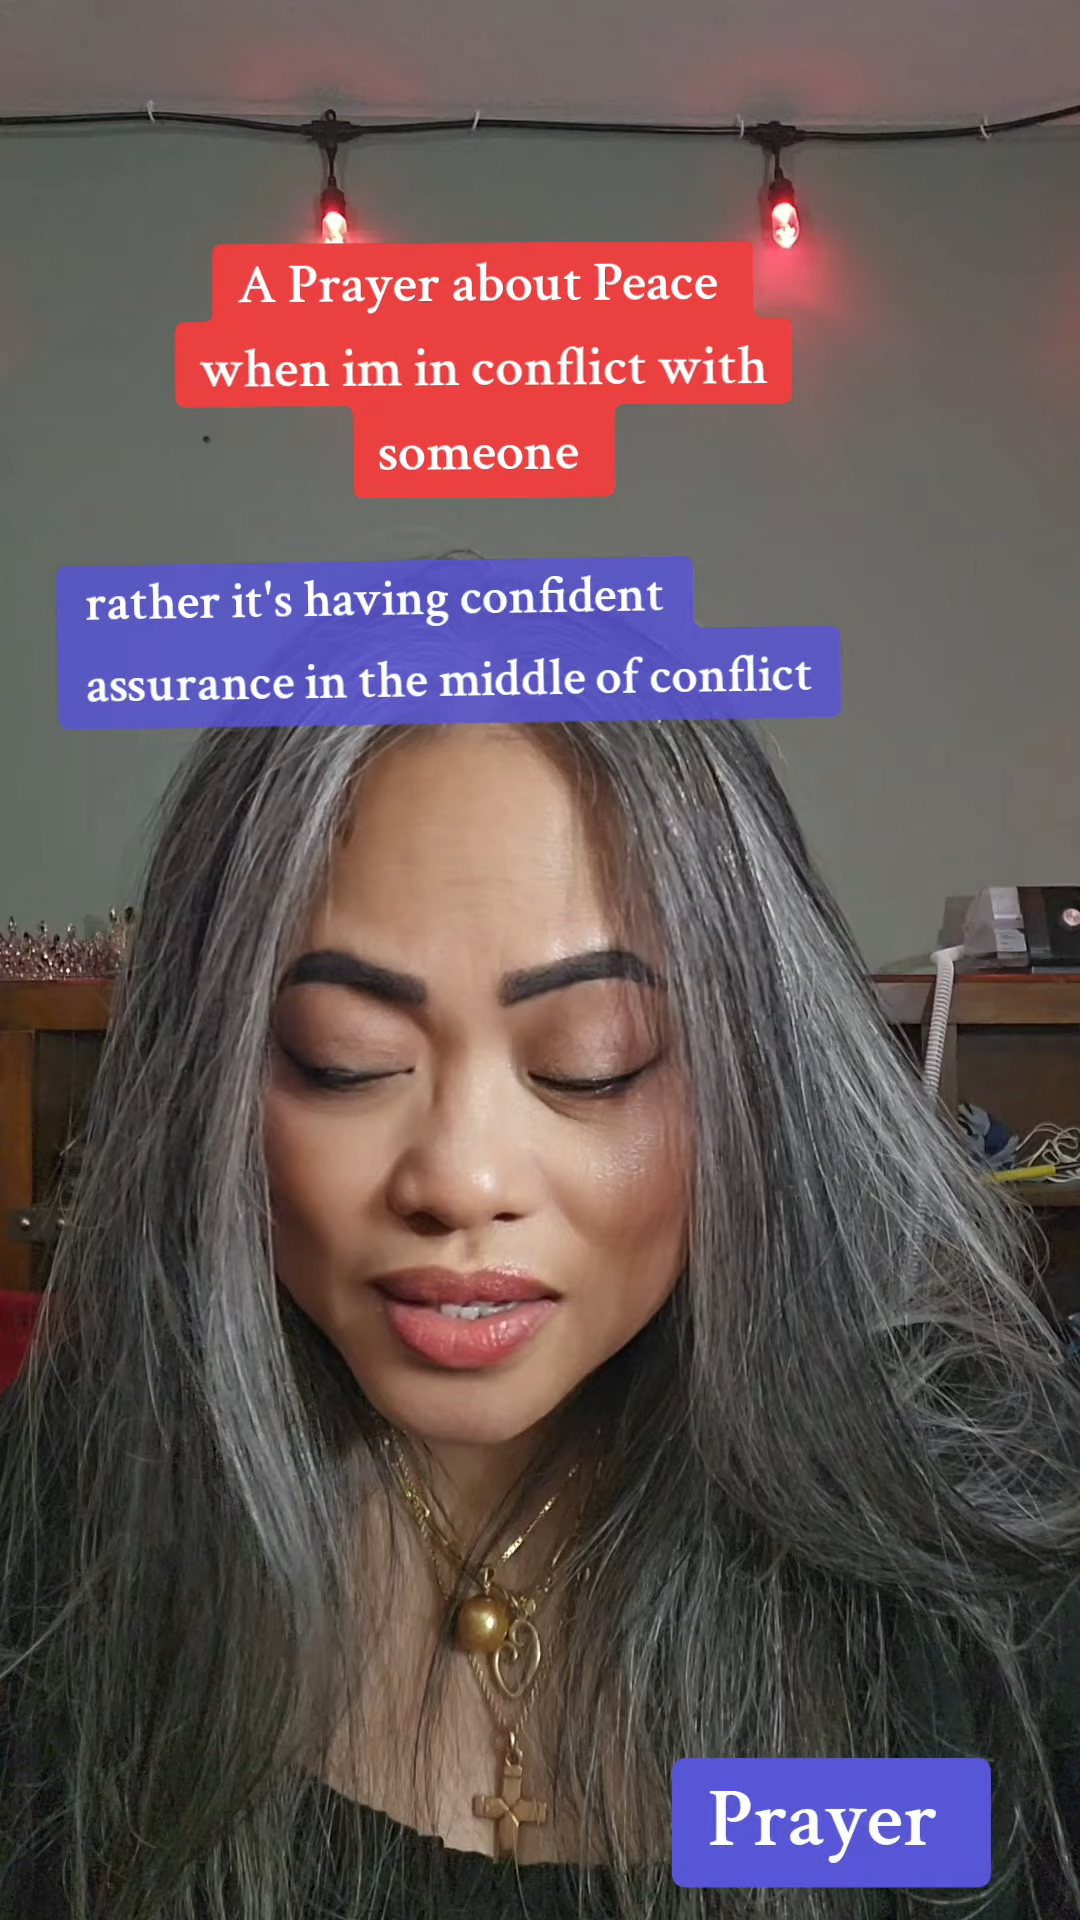 A Prayer about Peace
when im in conflict with
someone
rather it's having confident
assurance in the middle of conflict
Prayer